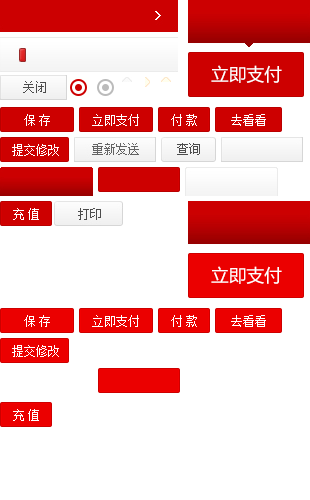 立即支付
关闭
保 存 立即支付 付 款 去看看
提交修改 重新发送 查询
充 值 打印
立即支付
保 存 立即支付 付 款 去看看
提交修改
充 值